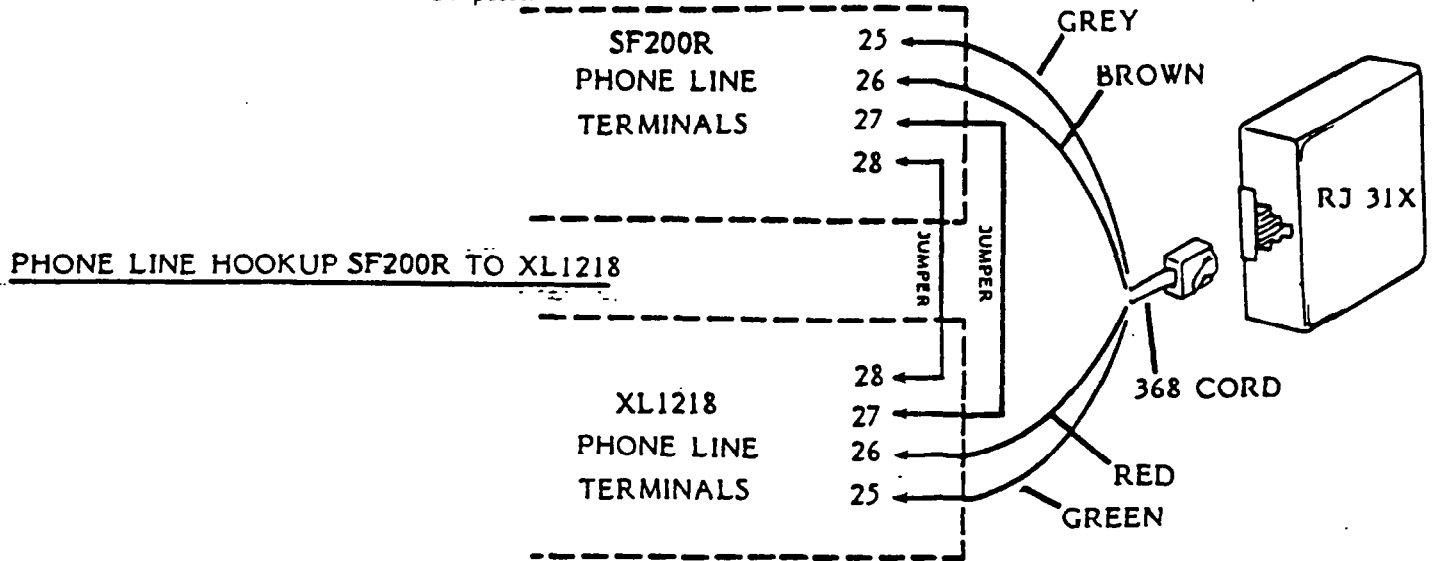 SF200R
PHONE LINE
TERMINALS
25
26
27
28
GREY
BROWN
RJ 31X
JUMPER
JUMPER
PHONE LINE HOOKUP SF200R TO XL1218
368 CORD
XL1218
PHONE LINE
TERMINALS
28
27
26
25
RED
GREEN